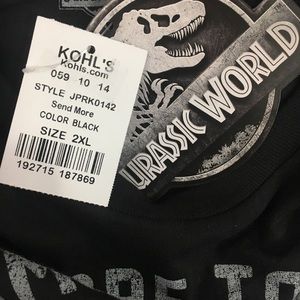 KOHL'S
Kohls.com
059 10 14
STYLE JPRK0142
Send More
COLOR BLACK
SIZE 2XL
192715 187869
JURASSIC WORLD